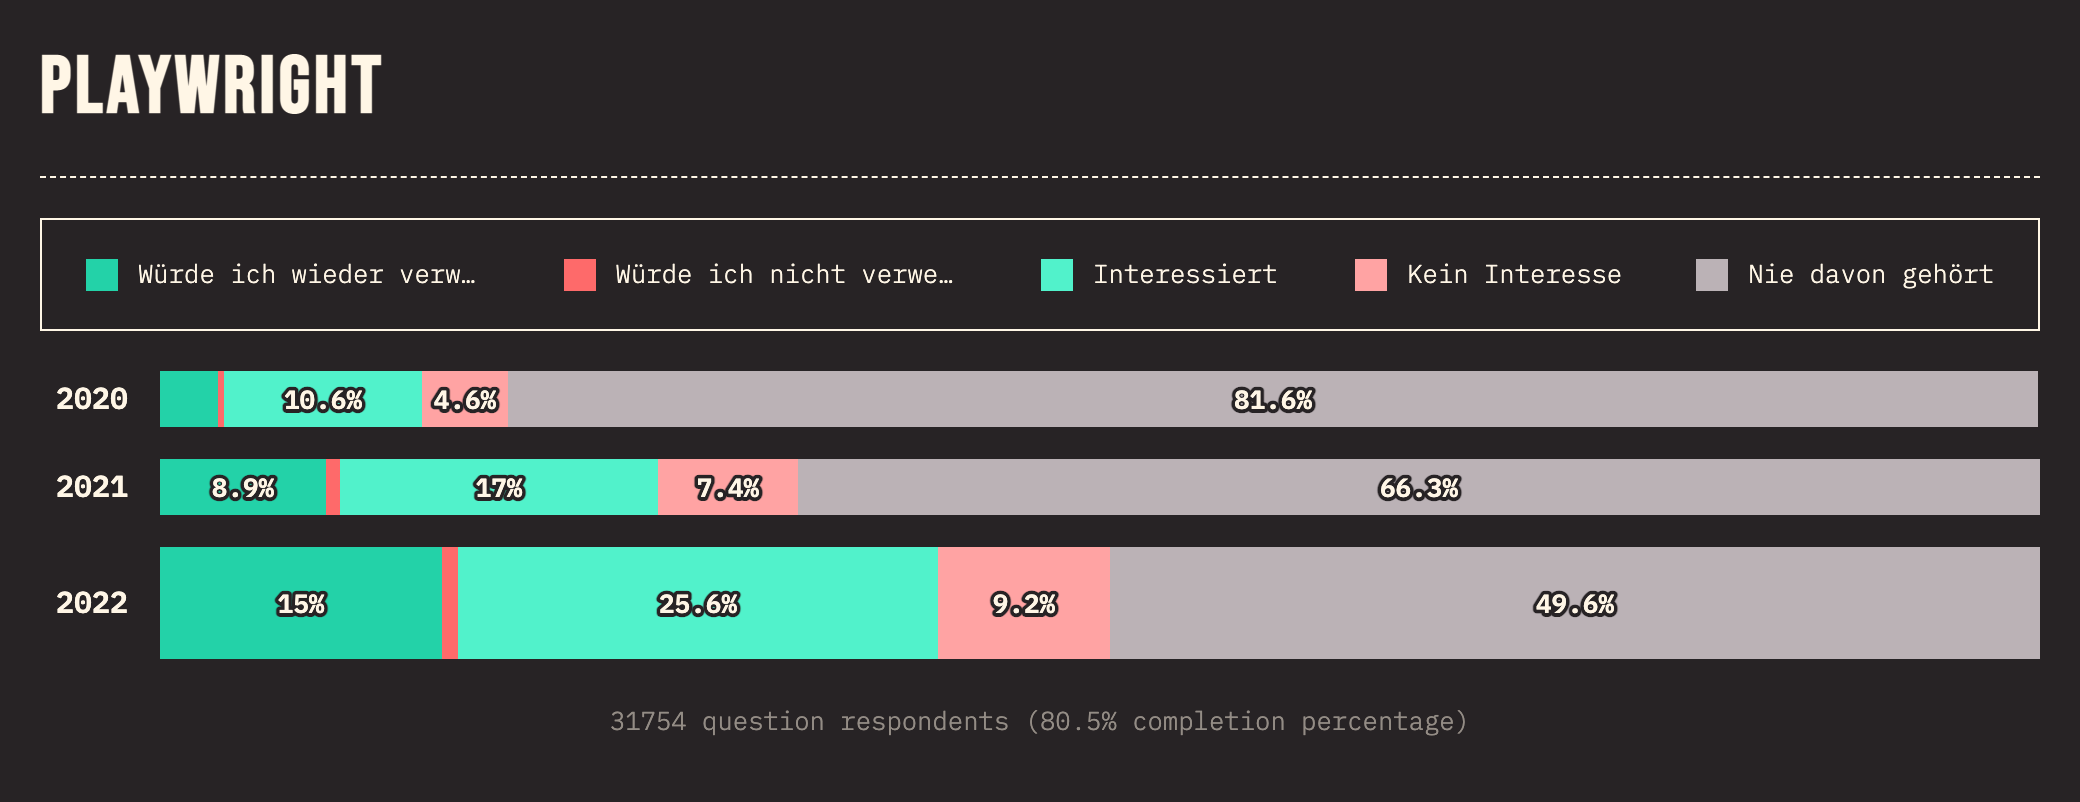 PLAYWRIGHT
Würde ich wieder verw… Würde ich nicht verwe… Interessiert Kein Interesse Nie davon gehört
2020 10.6% 4.6% 81.6%
2021 8.9% 17% 7.4% 66.3%
2022 15% 25.6% 9.2% 49.6%
31754 question respondents (80.5% completion percentage)